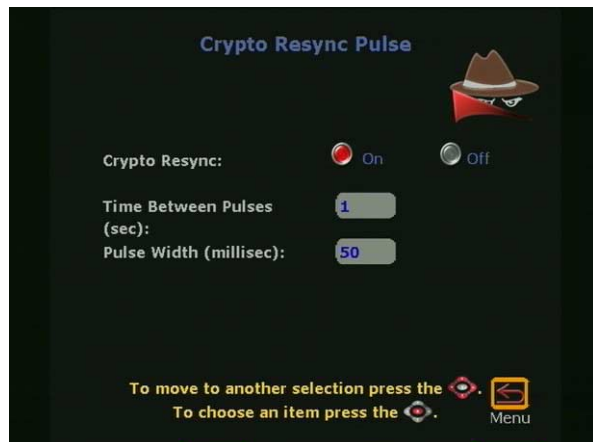 Crypto Resync Pulse
Crypto Resync: On Off
Time Between Pulses 1
(sec):
Pulse Width (millisec): 50
To move to another selection press the .
To choose an item press the .
Menu